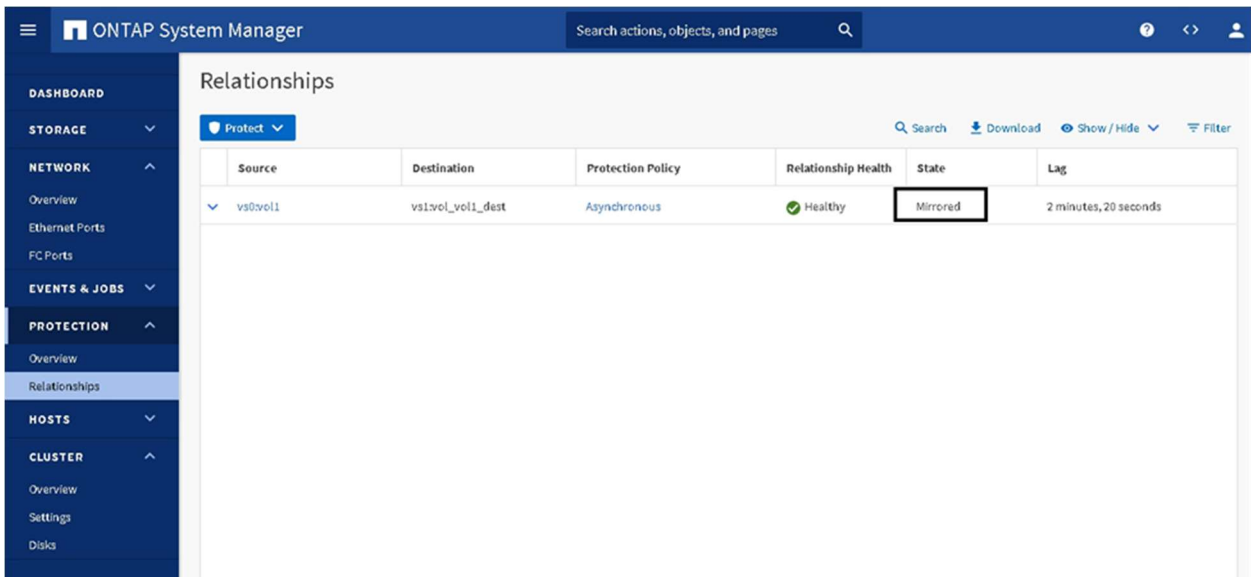 ONTAP System Manager
Search actions, objects, and pages
DASHBOARD
STORAGE
NETWORK
Overview
Ethernet Ports
FC Ports
EVENTS & JOBS
PROTECTION
Overview
Relationships
HOSTS
CLUSTER
Overview
Settings
Disks
Relationships
Protect
Search Download Show / Hide Filter
Source Destination Protection Policy Relationship Health State Lag
vs0:vol1 vs1:vol_vol1_dest Asynchronous Healthy Mirrored 2 minutes, 20 seconds